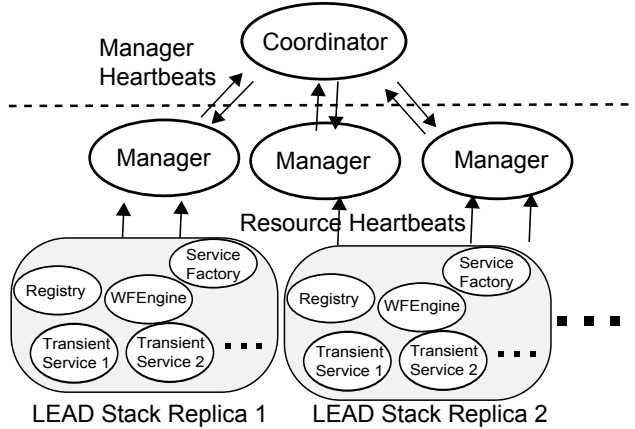 Coordinator
Manager
Heartbeats
Manager
Manager
Manager
Resource Heartbeats
Service
Factory
Registry
WFEngine
Transient
Service 1
Transient
Service 2
Service
Factory
Registry
WFEngine
Transient
Service 1
Transient
Service 2
LEAD Stack Replica 1
LEAD Stack Replica 2